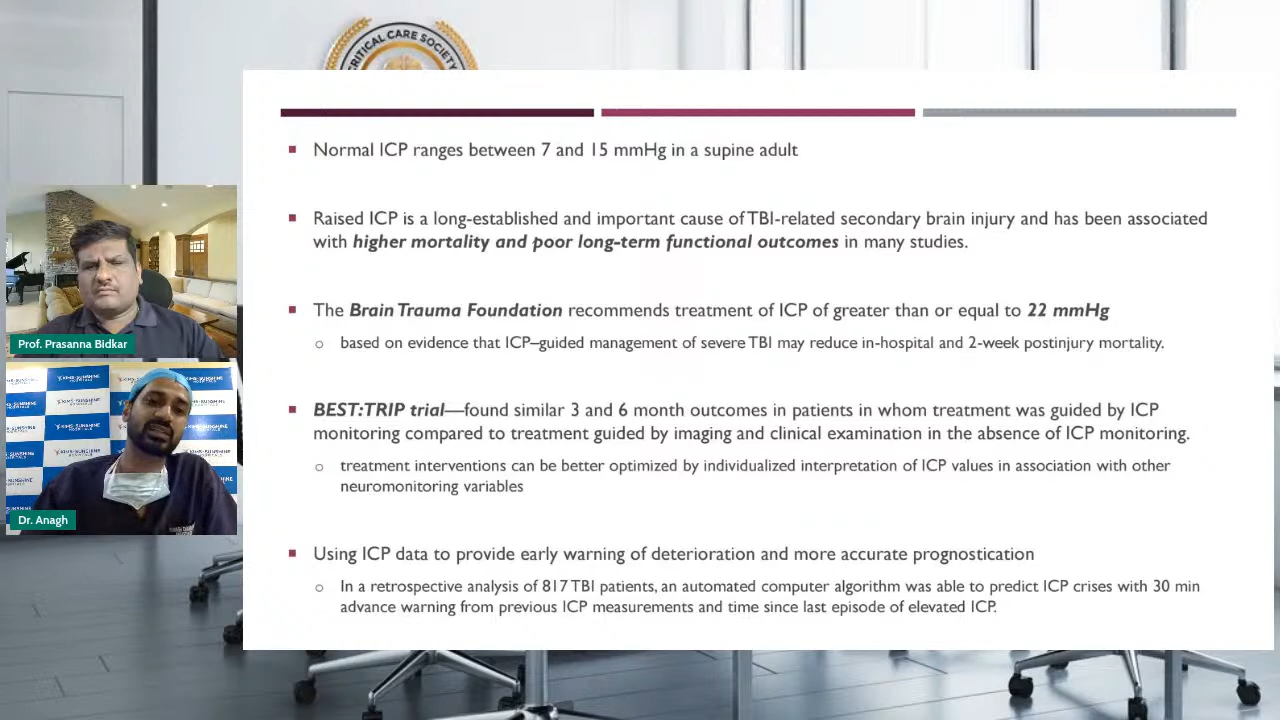 CRITICAL CARE SOCIETY
Normal ICP ranges between 7 and 15 mmHg in a supine adult
Raised ICP is a long-established and important cause of TBI-related secondary brain injury and has been associated
with higher mortality and poor long-term functional outcomes in many studies.
The Brain Trauma Foundation recommends treatment of ICP of greater than or equal to 22 mmHg
based on evidence that ICP–guided management of severe TBI may reduce in-hospital and 2-week postinjury mortality.
BEST:TRIP trial—found similar 3 and 6 month outcomes in patients in whom treatment was guided by ICP
monitoring compared to treatment guided by imaging and clinical examination in the absence of ICP monitoring.
treatment interventions can be better optimized by individualized interpretation of ICP values in association with other
neuromonitoring variables
Using ICP data to provide early warning of deterioration and more accurate prognostication
In a retrospective analysis of 817 TBI patients, an automated computer algorithm was able to predict ICP crises with 30 min
advance warning from previous ICP measurements and time since last episode of elevated ICP.
Prof. Prasanna Bidkar
KIMS-SUNSHINE
HOSPITALS
Dr. Anagh